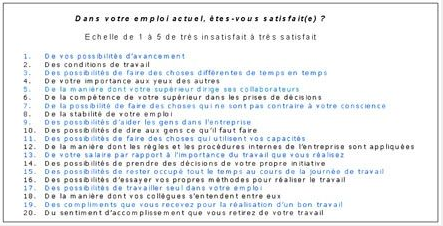 Dans votre emploi actuel, êtes-vous satisfait(e) ?
Echelle de 1 à 5 de très insatisfait à très satisfait
1. De vos possibilités d'avancement
2. Des conditions de travail
3. Des possibilités de faire des choses différentes de temps en temps
4. De votre importance aux yeux des autres
5. De la manière dont votre supérieur dirige ses collaborateurs
6. De la compétence de votre supérieur dans les prises de décisions
7. De la possibilité de faire des choses qui ne sont pas contraire à votre conscience
8. De la stabilité de votre emploi
9. Des possibilités d'aider les gens dans l'entreprise
10. Des possibilités de dire aux gens ce qu'il faut faire
11. Des possibilités de faire des choses qui utilisent vos capacités
12. De la manière dont les règles et les procédures internes de l'entreprise sont appliquées
13. De votre salaire par rapport à l'importance du travail que vous réalisez
14. Des possibilités de prendre des décisions de votre propre initiative
15. Des possibilités de rester occupé tout le temps au cours de la journée de travail
16. Des possibilités d'essayer vos propres méthodes pour réaliser le travail
17. Des possibilités de travailler seul dans votre emploi
18. De la manière dont vos collègues s'entendent entre eux
19. Des compliments que vous recevez pour la réalisation d'un bon travail
20. Du sentiment d'accomplissement que vous retirez de votre travail